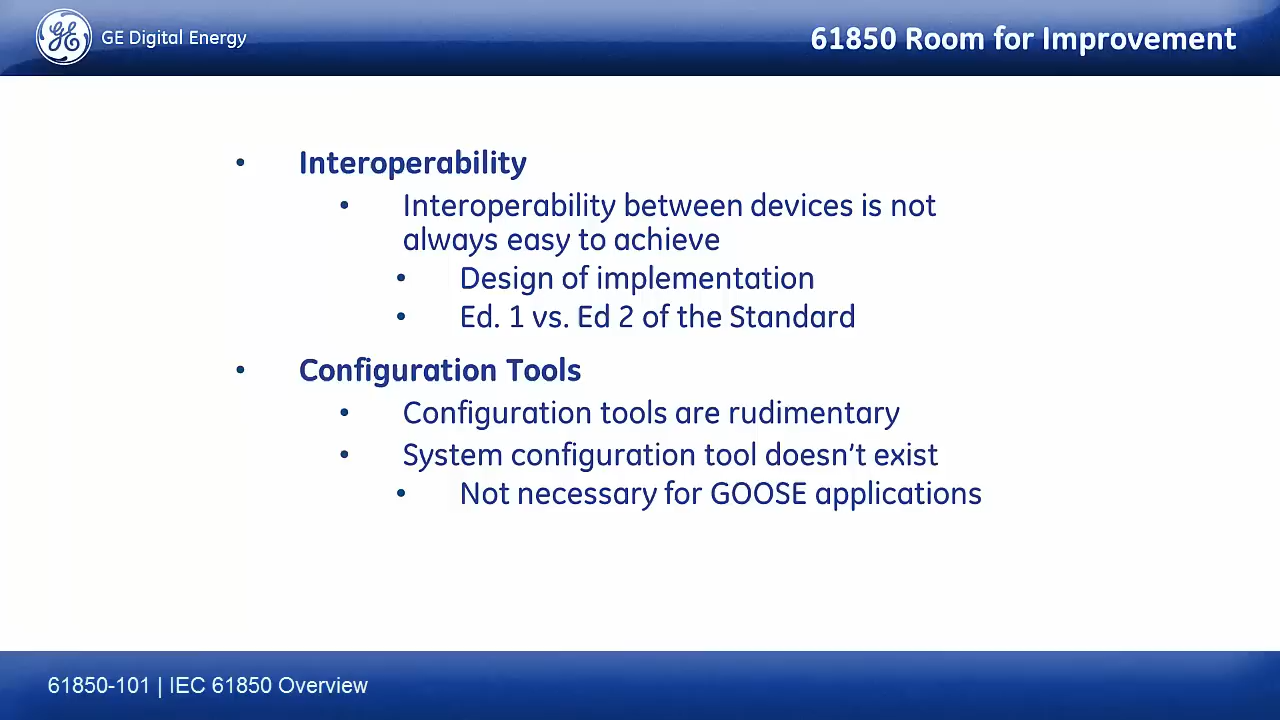 GE Digital Energy
61850 Room for Improvement
• Interoperability
• Interoperability between devices is not
always easy to achieve
• Design of implementation
• Ed. 1 vs. Ed 2 of the Standard
• Configuration Tools
• Configuration tools are rudimentary
• System configuration tool doesn’t exist
• Not necessary for GOOSE applications
61850-101 | IEC 61850 Overview